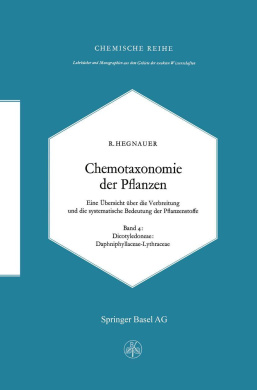 CHEMISCHE REIHE
Lehrbücher und Monographien aus dem Gebiete der exakten Wissenschaften
R. HEGNAUER
Chemotaxonomie
der Pflanzen
Eine Übersicht über die Verbreitung
und die systematische Bedeutung der Pflanzenstoffe
Band 4:
Dicotyledoneae:
Daphniphyllaceae-Lythraceae
Springer Basel AG